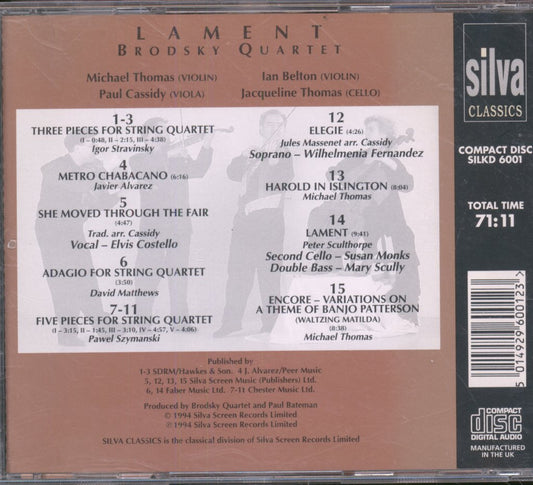 LAMENT
BRODSKY QUARTET
Michael Thomas (VIOLIN)
Ian Belton (VIOLIN)
Paul Cassidy (VIOLA)
Jacqueline Thomas (CELLO)
1-3
THREE PIECES FOR STRING QUARTET
(I – 0:48, II – 2:15, III – 4:38)
Igor Stravinsky
4
METRO CHABACANO (6:16)
Javier Alvarez
5
SHE MOVED THROUGH THE FAIR
(4:47)
Trad. arr. Cassidy
Vocal – Elvis Costello
6
ADAGIO FOR STRING QUARTET
(3:50)
David Matthews
7-11
FIVE PIECES FOR STRING QUARTET
(I – 3:15, II – 1:45, III – 3:10, IV – 4:57, V – 4:06)
Pawel Szymanski
12
ELEGIE (4:26)
Jules Massenet arr. Cassidy
Soprano – Wilhelmenia Fernandez
13
HAROLD IN ISLINGTON (8:04)
Michael Thomas
14
LAMENT (9:41)
Peter Sculthorpe
Second Cello – Susan Monks
Double Bass – Mary Scully
15
ENCORE – VARIATIONS ON
A THEME OF BANJO PATTERSON
(WALTZING MATILDA)
(8:38)
Michael Thomas
Published by
1-3 SDRM/Hawkes & Son. 4 J. Alvarez/Peer Music
5, 12, 13, 15 Silva Screen Music (Publishers) Ltd.
6, 14 Faber Music Ltd. 7-11 Chester Music Ltd.
Produced by Brodsky Quartet and Paul Bateman
℗ 1994 Silva Screen Records Limited
© 1994 Silva Screen Records Limited
SILVA CLASSICS is the classical division of Silva Screen Records Limited
silva
CLASSICS
COMPACT DISC
SILKD 6001
TOTAL TIME
71:11
5 014929 600123 >
COMPACT
disc
DIGITAL AUDIO
MANUFACTURED
IN THE UK